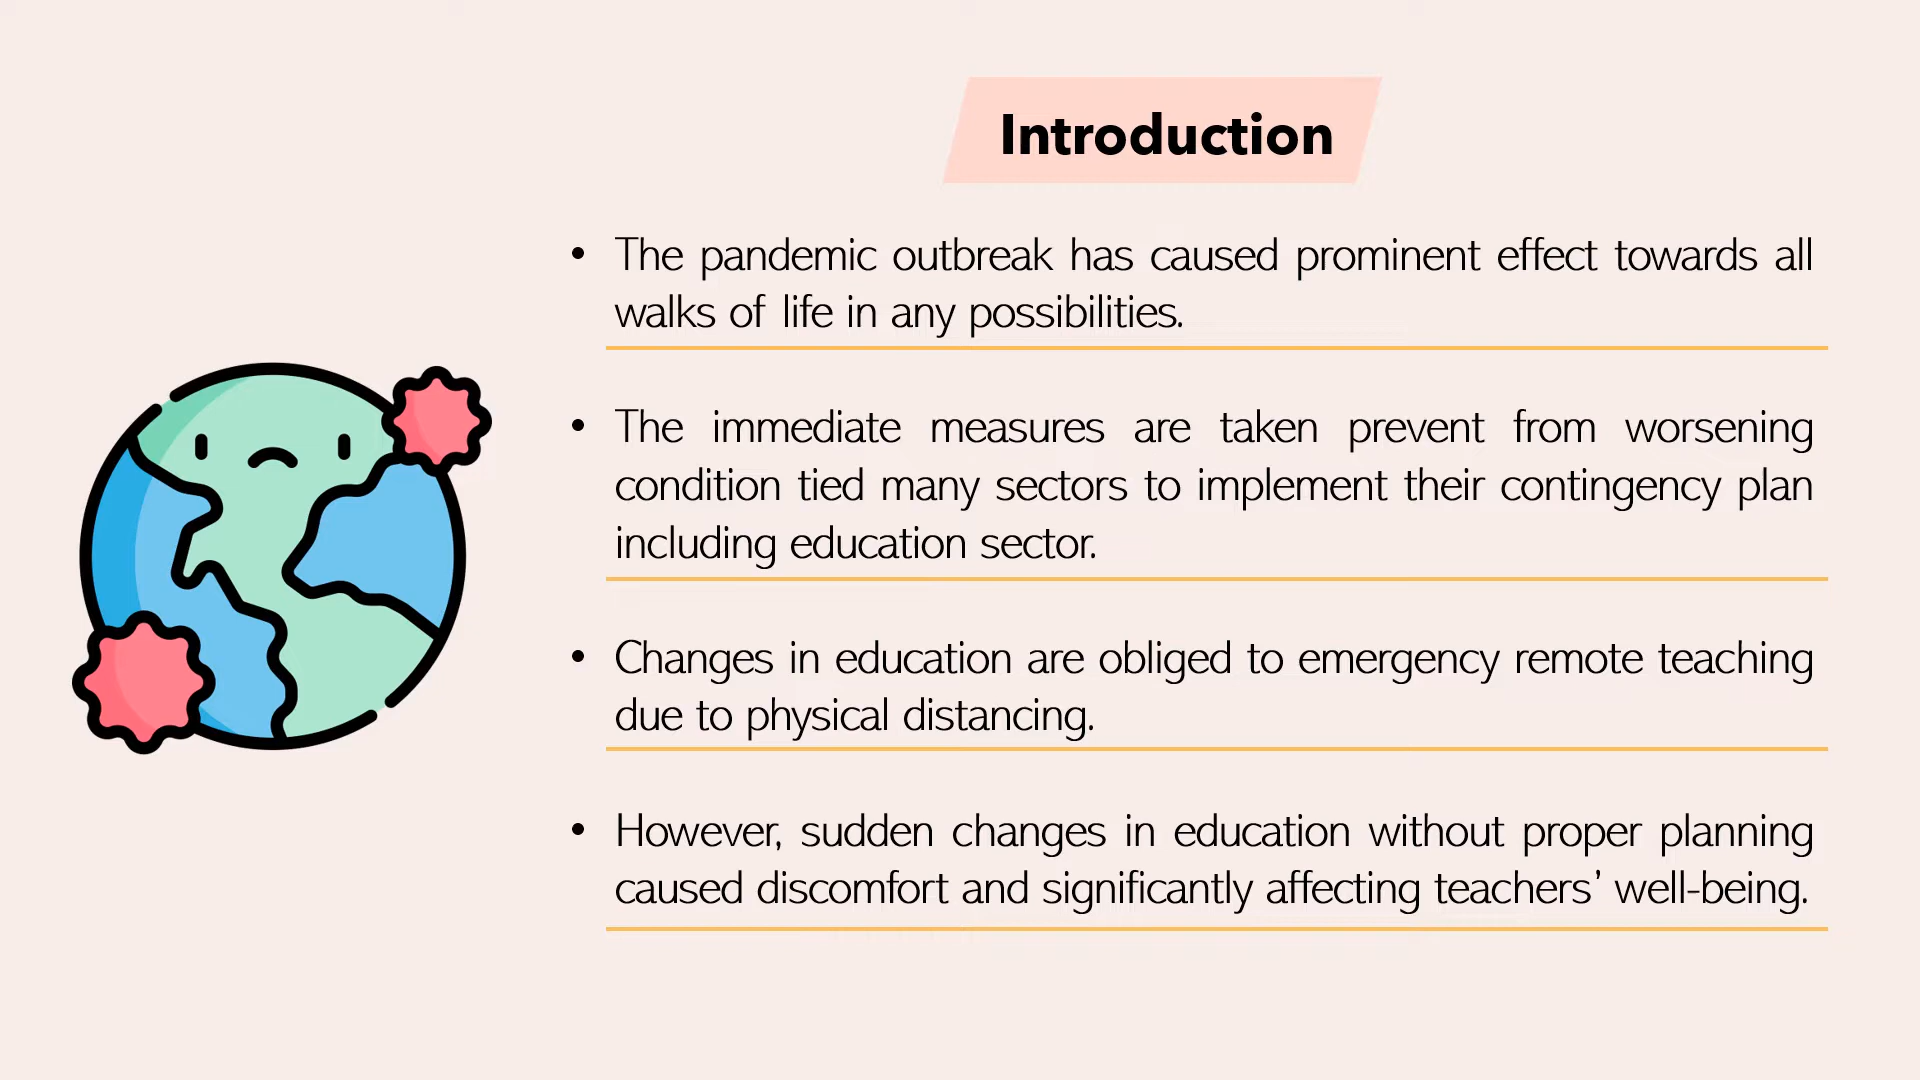 Introduction
• The pandemic outbreak has caused prominent effect towards all
walks of life in any possibilities.
• The immediate measures are taken prevent from worsening
condition tied many sectors to implement their contingency plan
including education sector.
• Changes in education are obliged to emergency remote teaching
due to physical distancing.
• However, sudden changes in education without proper planning
caused discomfort and significantly affecting teachers’ well-being.